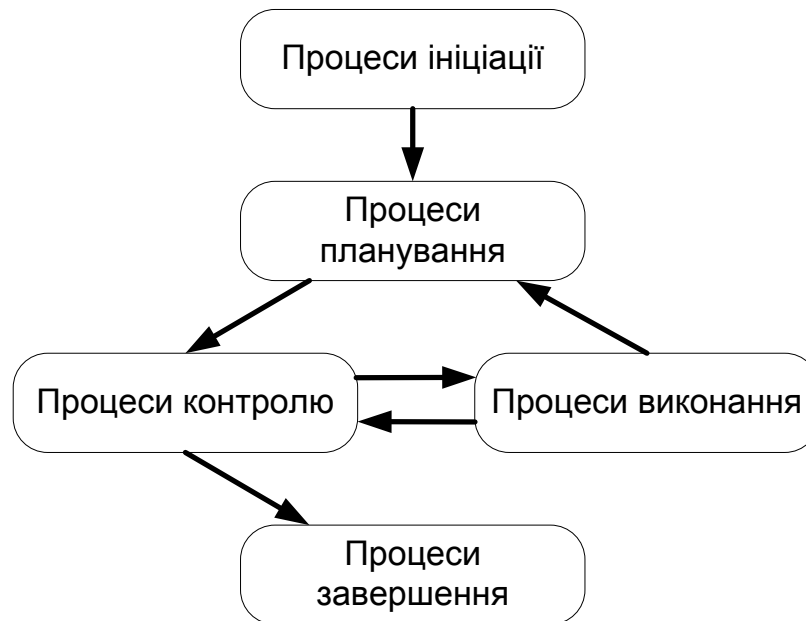 Процеси ініціації
Процеси
планування
Процеси контролю
Процеси виконання
Процеси
завершення